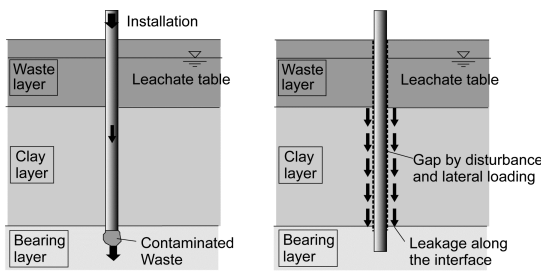 Installation
Waste
layer
Leachate table
Clay
layer
Bearing
layer
Contaminated
Waste
Waste
layer
Leachate table
Clay
layer
Gap by disturbance
and lateral loading
Bearing
layer
Leakage along
the interface